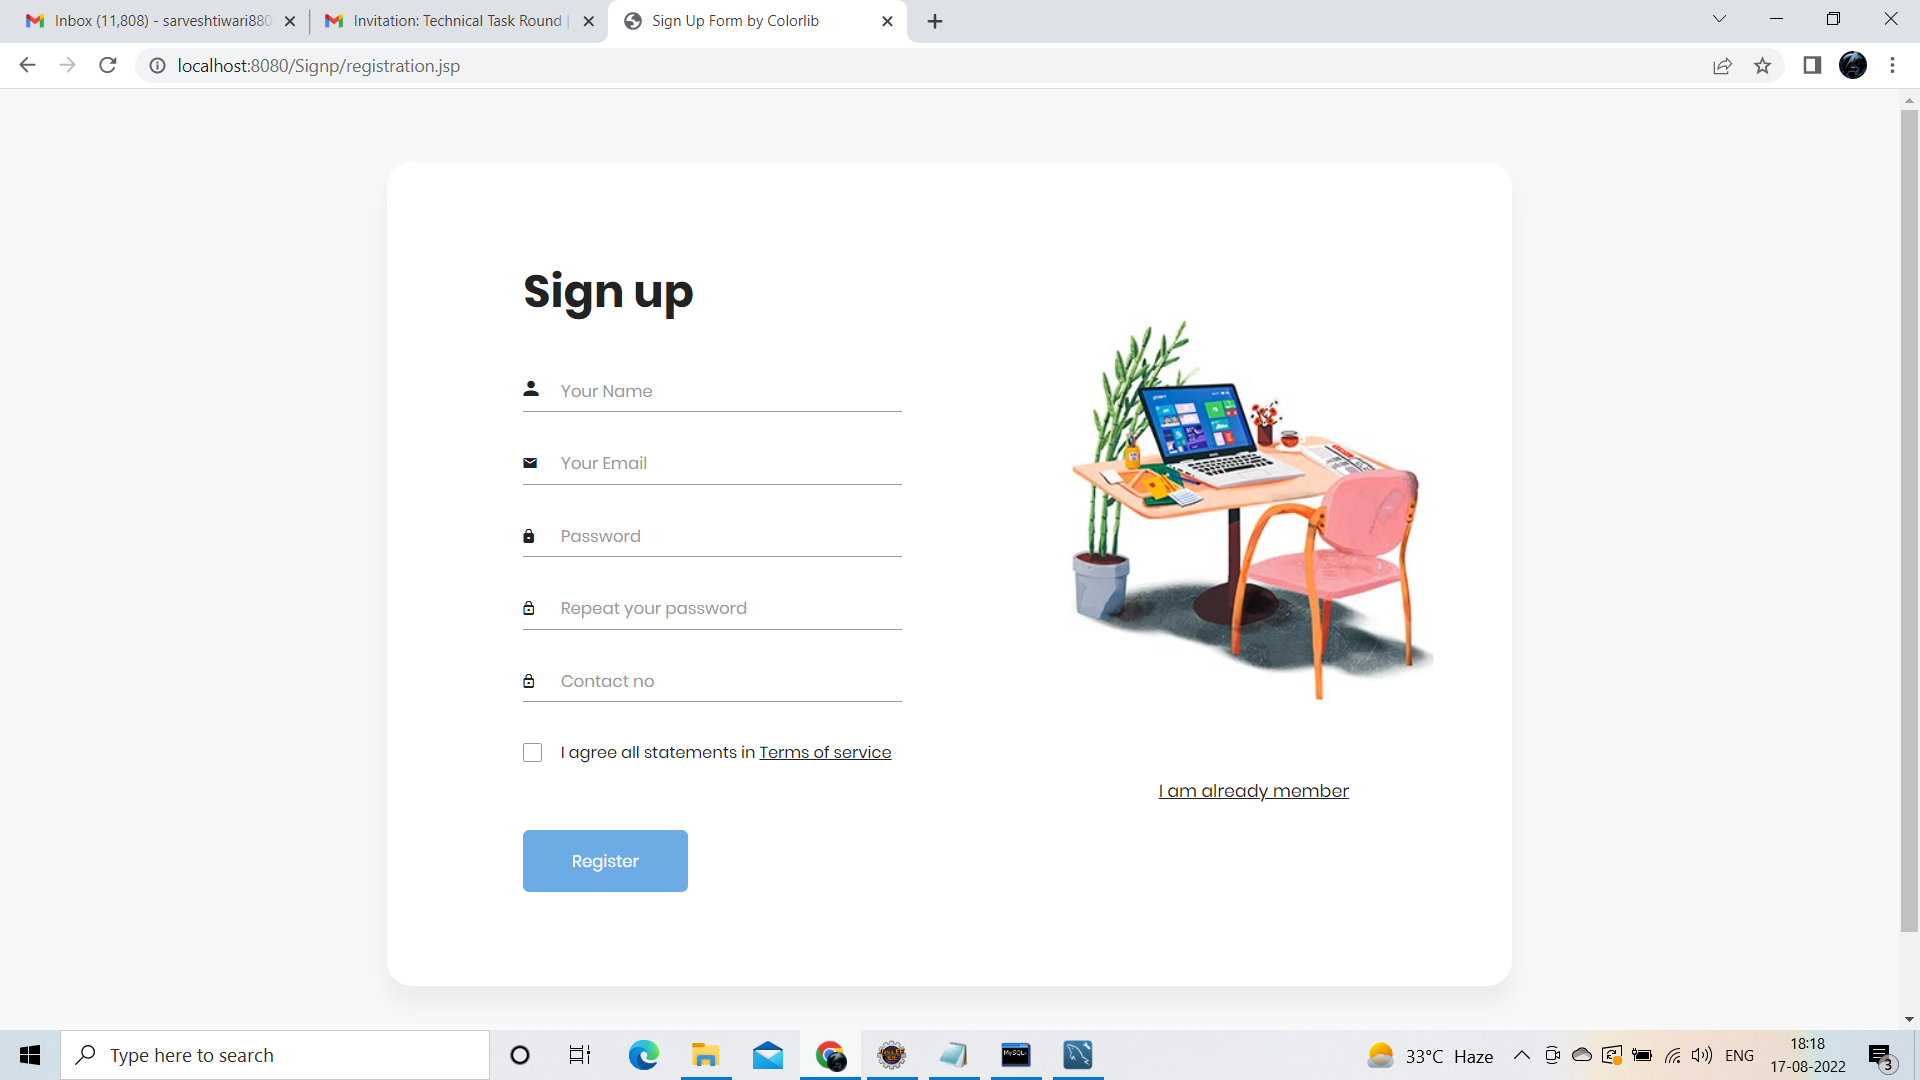 Inbox (11,808) - sarveshtiwari880
Invitation: Technical Task Round |
Sign Up Form by Colorlib
localhost:8080/Signp/registration.jsp
Sign up
Your Name
Your Email
Password
Repeat your password
Contact no
I agree all statements in Terms of service
I am already member
Register
Type here to search
MySQL
33°C Haze
ENG
18:18
17-08-2022
3